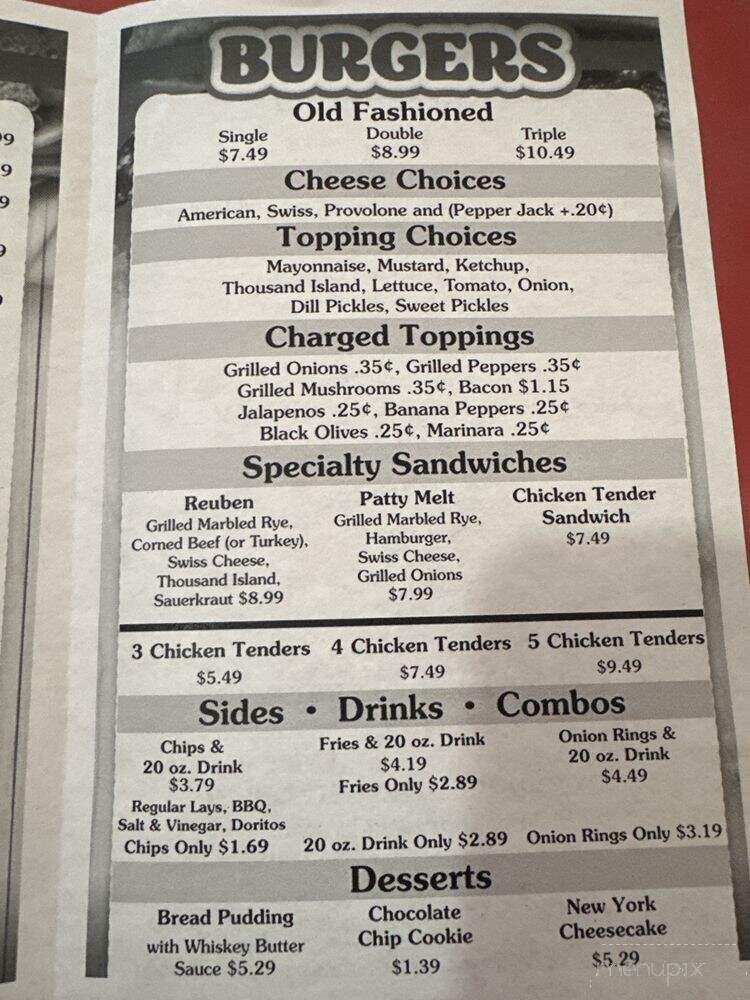 BURGERS
Old Fashioned
Single Double Triple
$7.49 $8.99 $10.49
Cheese Choices
American, Swiss, Provolone and (Pepper Jack +.20¢)
Topping Choices
Mayonnaise, Mustard, Ketchup,
Thousand Island, Lettuce, Tomato, Onion,
Dill Pickles, Sweet Pickles
Charged Toppings
Grilled Onions .35¢, Grilled Peppers .35¢
Grilled Mushrooms .35¢, Bacon $1.15
Jalapenos .25¢, Banana Peppers .25¢
Black Olives .25¢, Marinara .25¢
Specialty Sandwiches
Reuben
Grilled Marbled Rye,
Corned Beef (or Turkey),
Swiss Cheese,
Thousand Island,
Sauerkraut $8.99
Patty Melt
Grilled Marbled Rye,
Hamburger,
Swiss Cheese,
Grilled Onions
$7.99
Chicken Tender
Sandwich
$7.49
3 Chicken Tenders 4 Chicken Tenders 5 Chicken Tenders
$5.49 $7.49 $9.49
Sides • Drinks • Combos
Chips &
20 oz. Drink
$3.79
Regular Lays, BBQ,
Salt & Vinegar, Doritos
Chips Only $1.69
Fries & 20 oz. Drink
$4.19
Fries Only $2.89
20 oz. Drink Only $2.89
Onion Rings &
20 oz. Drink
$4.49
Onion Rings Only $3.19
Desserts
Bread Pudding
with Whiskey Butter
Sauce $5.29
Chocolate
Chip Cookie
$1.39
New York
Cheesecake
$5.29
menupix